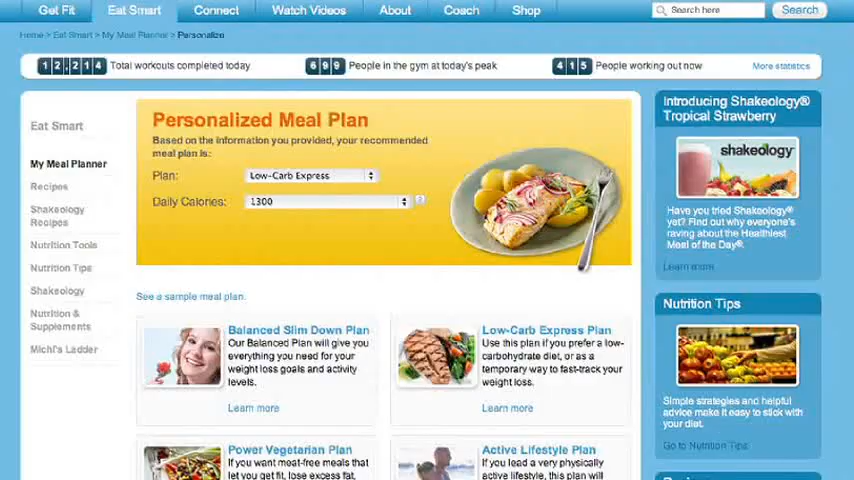 Get Fit
Eat Smart
Connect
Watch Videos
About
Coach
Shop
Search here
Search
Home > Eat Smart > My Meal Planner > Personalize
12,214 Total workouts completed today
699 People in the gym at today's peak
415 People working out now
More statistics
Eat Smart
My Meal Planner
Recipes
Shakeology
Recipes
Nutrition Tools
Nutrition Tips
Shakeology
Nutrition &
Supplements
Michi's Ladder
Personalized Meal Plan
Based on the information you provided, your recommended
meal plan is:
Plan: Low-Carb Express
Daily Calories: 1300
See a sample meal plan.
Balanced Slim Down Plan
Our Balanced Plan will give you
everything you need for your
weight loss goals and activity
levels.
Learn more
Low-Carb Express Plan
Use this plan if you prefer a low-
carbohydrate diet, or as a
temporary way to fast-track your
weight loss.
Learn more
Power Vegetarian Plan
If you want meat-free meals that
let you get fit, lose excess fat,
Active Lifestyle Plan
If you lead a very physically
active lifestyle, this plan will
Introducing Shakeology®
Tropical Strawberry
shakeology
Have you tried Shakeology®
yet? Find out why everyone's
raving about the Healthiest
Meal of the Day®.
Learn more
Nutrition Tips
Simple strategies and helpful
advice make it easy to stick with
your diet.
Go to Nutrition Tips